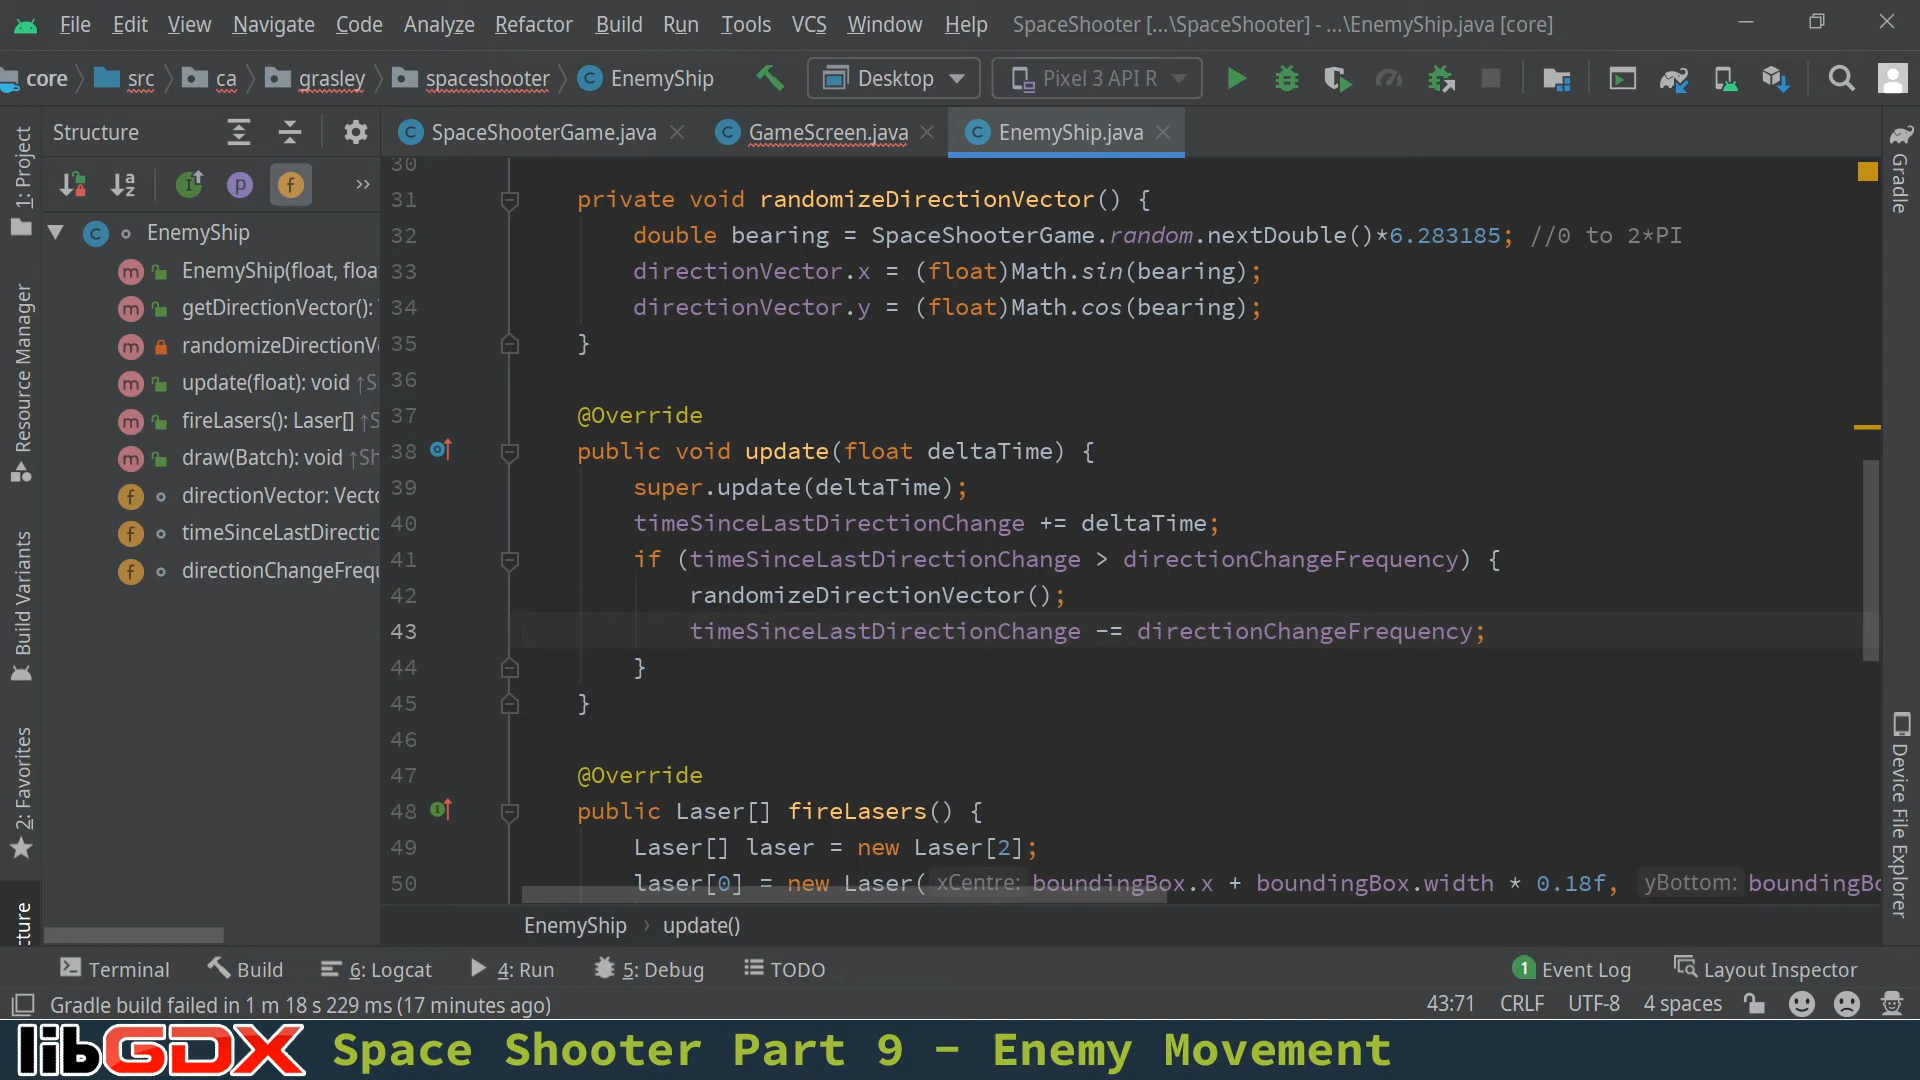 File Edit View Navigate Code Analyze Refactor Build Run Tools VCS Window Help SpaceShooter [...\SpaceShooter] - ...\EnemyShip.java [core]
core src ca grasley spaceshooter EnemyShip Desktop Pixel 3 API R
Structure
SpaceShooterGame.java GameScreen.java EnemyShip.java
EnemyShip
EnemyShip(float, floa
getDirectionVector():
randomizeDirectionV
update(float): void ↑S
fireLasers(): Laser[] ↑S
draw(Batch): void ↑Sh
directionVector: Vecto
timeSinceLastDirectio
directionChangeFrequ
30
31 private void randomizeDirectionVector() {
32 double bearing = SpaceShooterGame.random.nextDouble()*6.283185; //0 to 2*PI
33 directionVector.x = (float)Math.sin(bearing);
34 directionVector.y = (float)Math.cos(bearing);
35 }
36
37 @Override
38 public void update(float deltaTime) {
39 super.update(deltaTime);
40 timeSinceLastDirectionChange += deltaTime;
41 if (timeSinceLastDirectionChange > directionChangeFrequency) {
42 randomizeDirectionVector();
43 timeSinceLastDirectionChange -= directionChangeFrequency;
44 }
45 }
46
47 @Override
48 public Laser[] fireLasers() {
49 Laser[] laser = new Laser[2];
50 laser[0] = new Laser( xCentre: boundingBox.x + boundingBox.width * 0.18f, yBottom: boundingBo
EnemyShip › update()
1: Project
Resource Manager
Build Variants
2: Favorites
cture
Gradle
Device File Explorer
Terminal Build 6: Logcat 4: Run 5: Debug TODO 1 Event Log Layout Inspector
Gradle build failed in 1 m 18 s 229 ms (17 minutes ago) 43:71 CRLF UTF-8 4 spaces
libGDX Space Shooter Part 9 - Enemy Movement